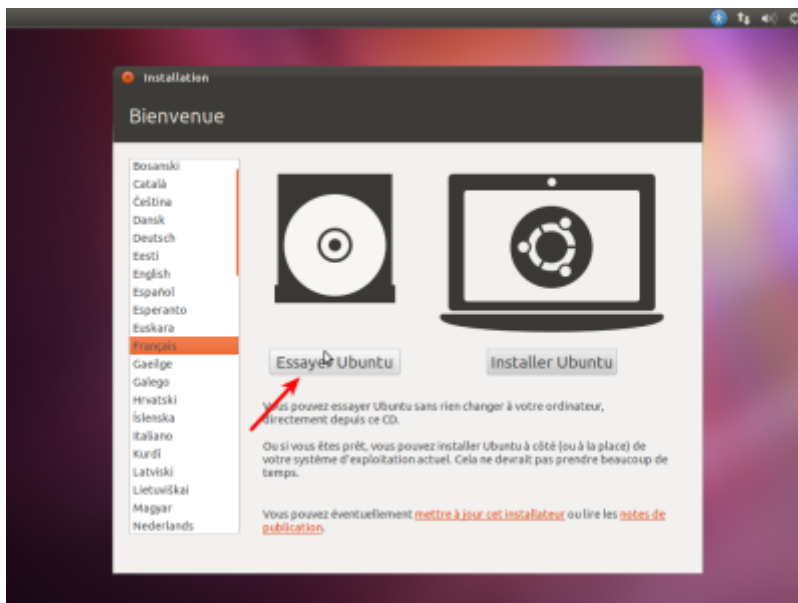 Installation
Bienvenue
Bosanski
Català
Čeština
Dansk
Deutsch
Eesti
English
Español
Esperanto
Euskara
Français
Gaeilge
Galego
Hrvatski
Íslenska
Italiano
Kurdî
Latviski
Lietuviškai
Magyar
Nederlands
Essayer Ubuntu
Installer Ubuntu
Vous pouvez essayer Ubuntu sans rien changer à votre ordinateur,
directement depuis ce CD.
Ou si vous êtes prêt, vous pouvez installer Ubuntu à côté (ou à la place) de
votre système d'exploitation actuel. Cela ne devrait pas prendre beaucoup de
temps.
Vous pouvez éventuellement mettre à jour cet installateur ou lire les notes de
publication.